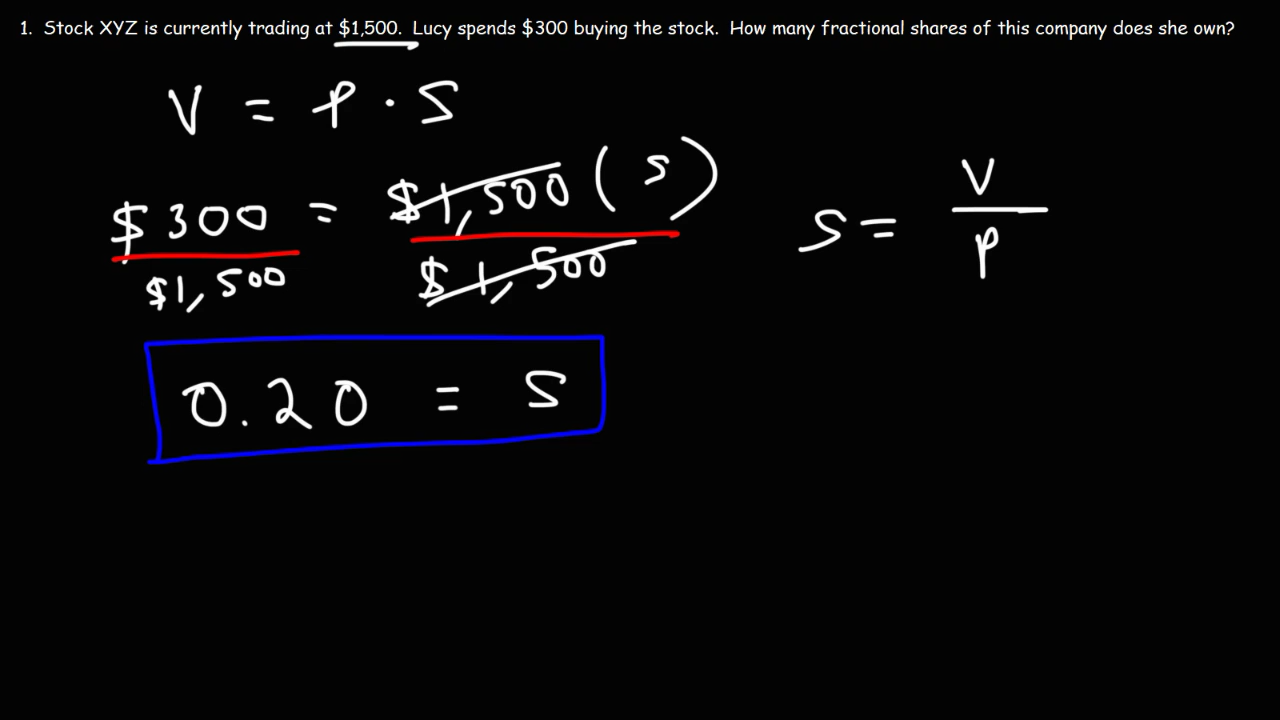 1. Stock XYZ is currently trading at $1,500. Lucy spends $300 buying the stock. How many fractional shares of this company does she own?
V = P · S
$300 = $1,500 (S)
$1,500 $1,500
S = V
P
0.20 = S